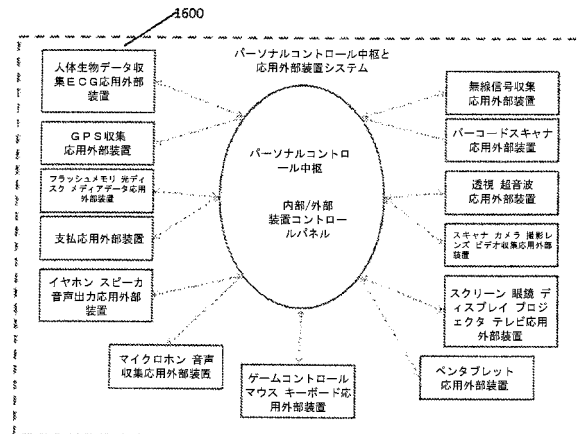 1600
パーソナルコントロール中枢と
応用外部装置システム
人体生物データ収
集ECG応用外部
装置
GPS収集
応用外部装置
フラッシュメモリ 光ディ
スク メディアデータ応用
外部装置
支払応用外部装置
イヤホン スピーカ
音声出力応用外部装
置
マイクロホン 音声
収集応用外部装置
パーソナルコントロ
ール中枢
内部/外部
装置コントロー
ルパネル
ゲームコントロール
マウス キーボード応
用外部装置
無線信号収集
応用外部装置
バーコードスキャナ
応用外部装置
透視 超音波
応用外部装置
スキャナ カメラ 撮影レ
ンズ ビデオ収集応用外部
装置
スクリーン 眼鏡 デ
ィスプレイ プロジ
ェクタ テレビ応用
外部装置
ペンタブレット
応用外部装置